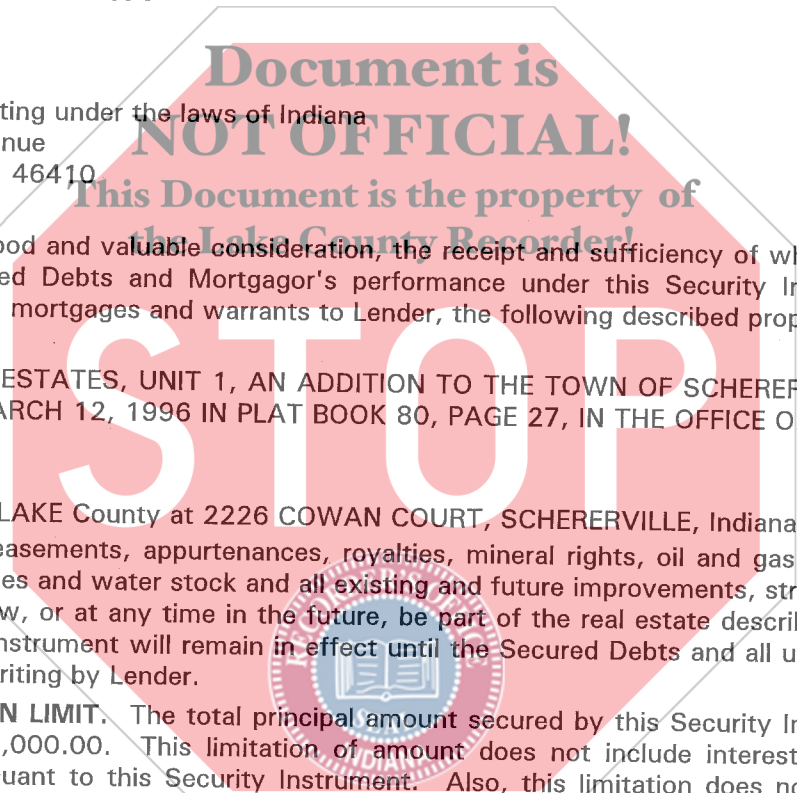 Document is
ting under the laws of Indiana
NOT OFFICIAL!
nue
46410
This Document is the property of
the Lake County Recorder!
ood and valuable consideration, the receipt and sufficiency of wh
ed Debts and Mortgagor's performance under this Security In
mortgages and warrants to Lender, the following described prop
STOP
ESTATES, UNIT 1, AN ADDITION TO THE TOWN OF SCHERER
ARCH 12, 1996 IN PLAT BOOK 80, PAGE 27, IN THE OFFICE O
LAKE County at 2226 COWAN COURT, SCHERERVILLE, Indiana
easements, appurtenances, royalties, mineral rights, oil and gas
es and water stock and all existing and future improvements, str
w, or at any time in the future, be part of the real estate descri
nstrument will remain in effect until the Secured Debts and all u
riting by Lender.
N LIMIT. The total principal amount secured by this Security In
,000.00. This limitation of amount does not include interest
uant to this Security Instrument. Also, this limitation does no
RECORDER'S OFFICE
SEAL
INDIANA